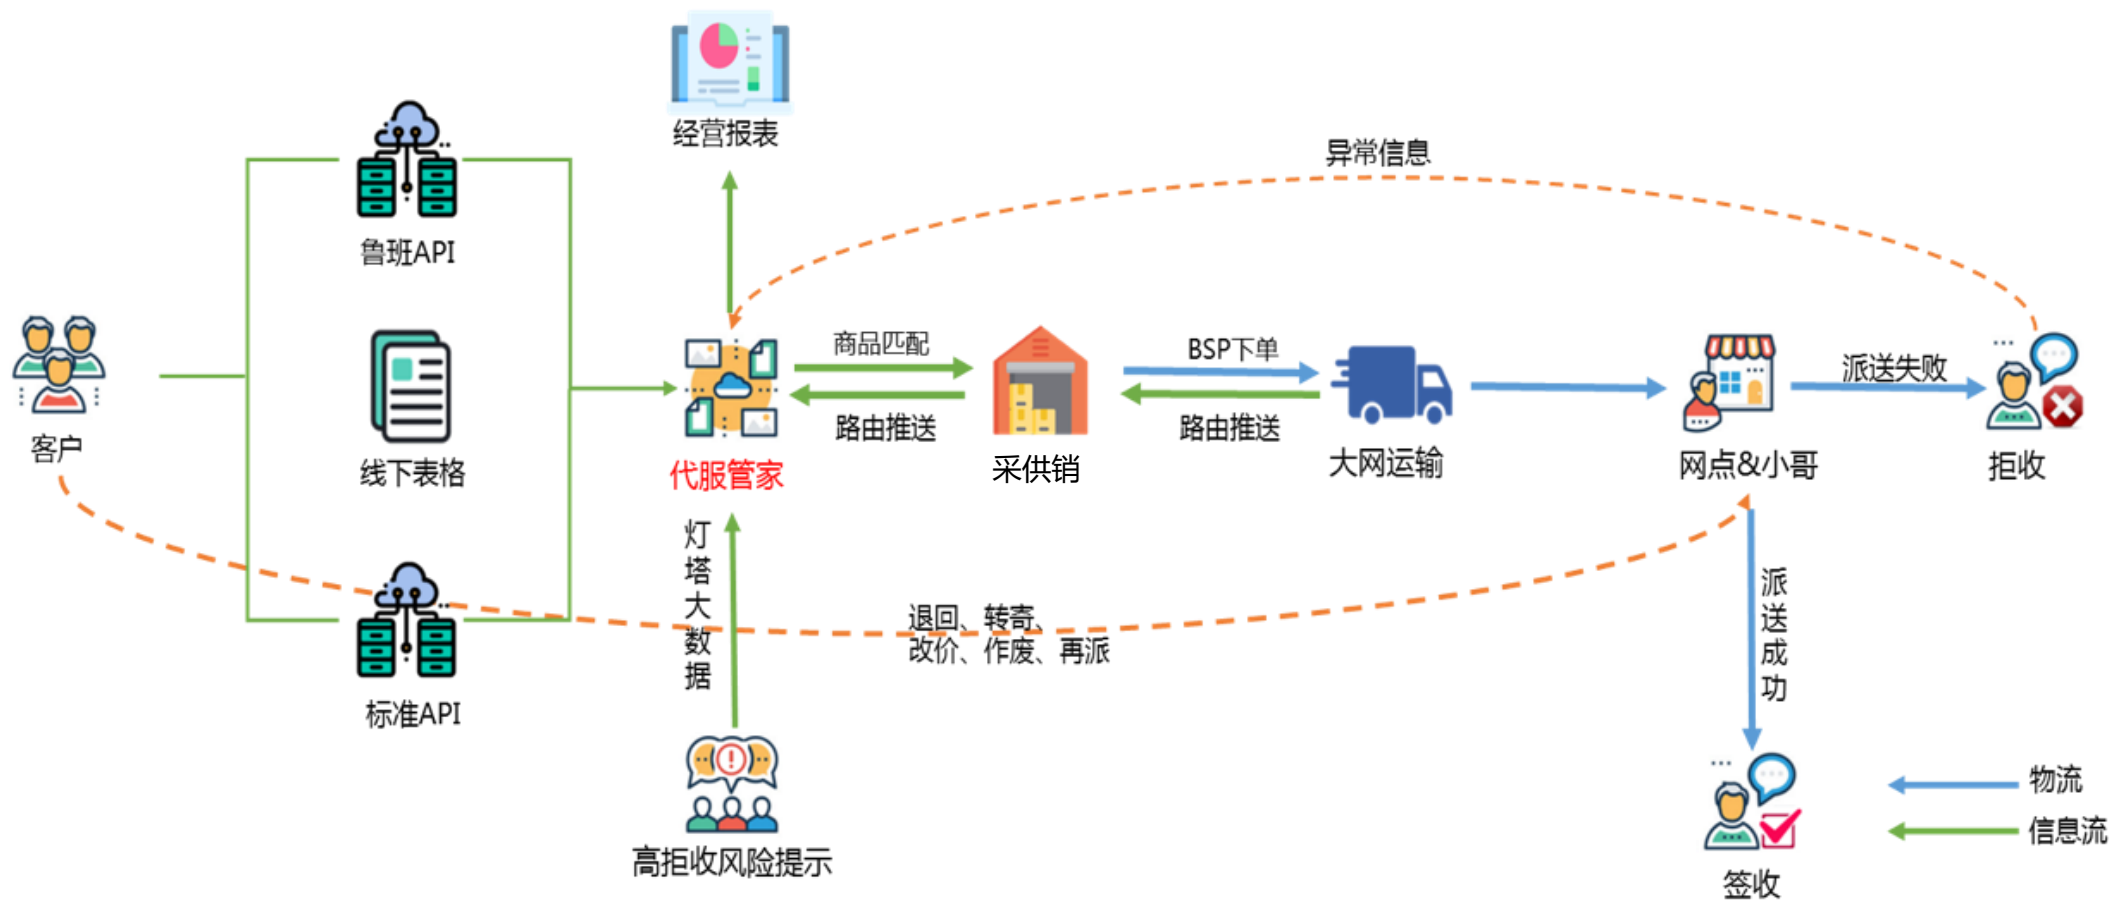 经营报表
异常信息
鲁班API
客户
线下表格
标准API
代服管家
商品匹配
路由推送
采供销
BSP下单
路由推送
大网运输
网点&小哥
派送失败
拒收
灯塔大数据
退回、转寄、
改价、作废、再派
派送成功
高拒收风险提示
签收
物流
信息流